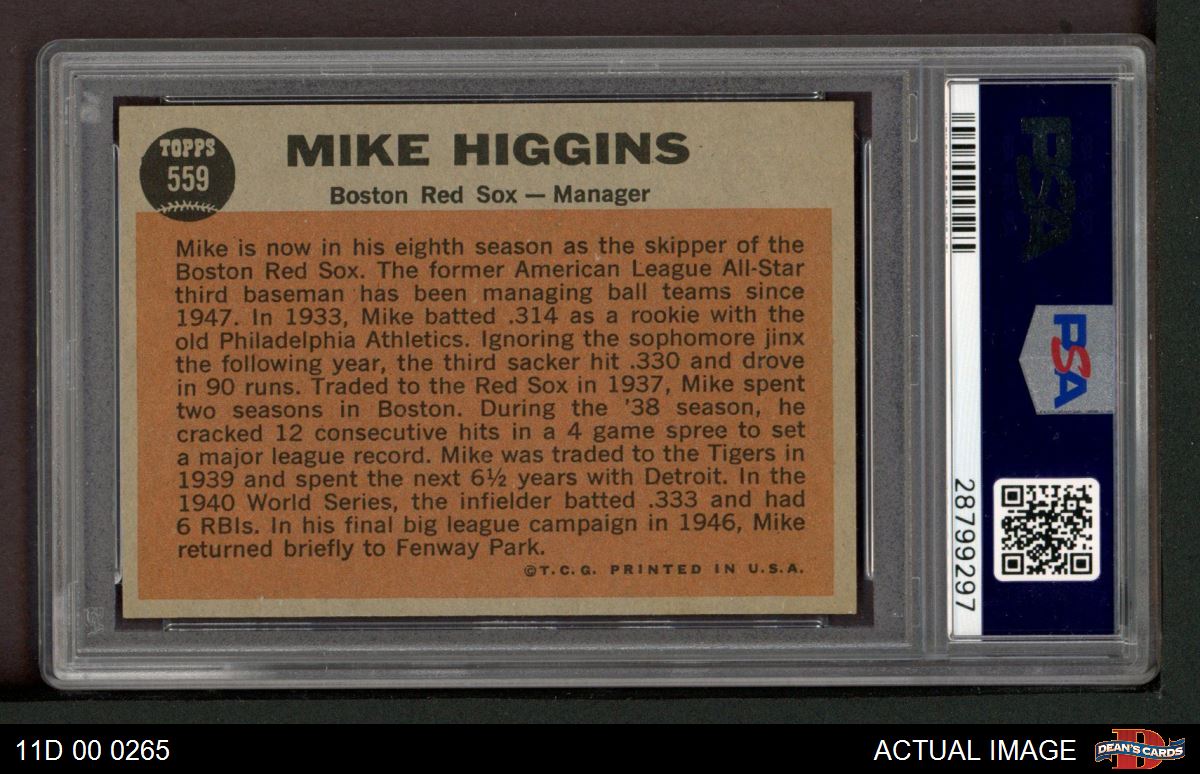 TOPPS
559
MIKE HIGGINS
Boston Red Sox — Manager
Mike is now in his eighth season as the skipper of the
Boston Red Sox. The former American League All-Star
third baseman has been managing ball teams since
1947. In 1933, Mike batted .314 as a rookie with the
old Philadelphia Athletics. Ignoring the sophomore jinx
the following year, the third sacker hit .330 and drove
in 90 runs. Traded to the Red Sox in 1937, Mike spent
two seasons in Boston. During the '38 season, he
cracked 12 consecutive hits in a 4 game spree to set
a major league record. Mike was traded to the Tigers in
1939 and spent the next 6½ years with Detroit. In the
1940 World Series, the infielder batted .333 and had
6 RBIs. In his final big league campaign in 1946, Mike
returned briefly to Fenway Park.
©T.C.G. PRINTED IN U.S.A.
PSA
PSA
28799297
11D 00 0265
ACTUAL IMAGE
DEAN'S CARDS